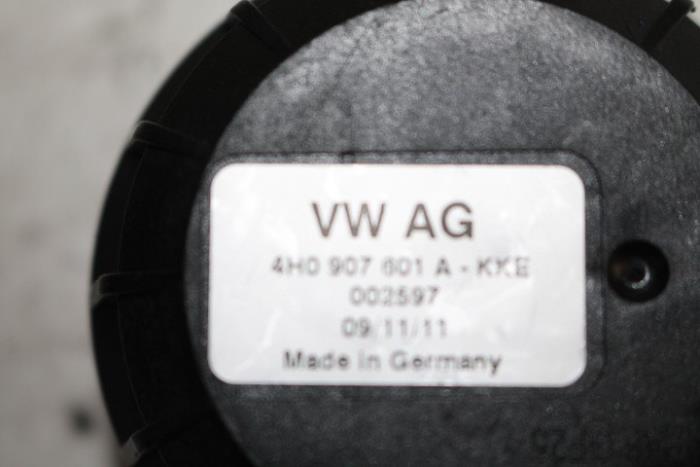 VW AG
4H0 907 601 A - KKE
002597
09/11/11
Made in Germany